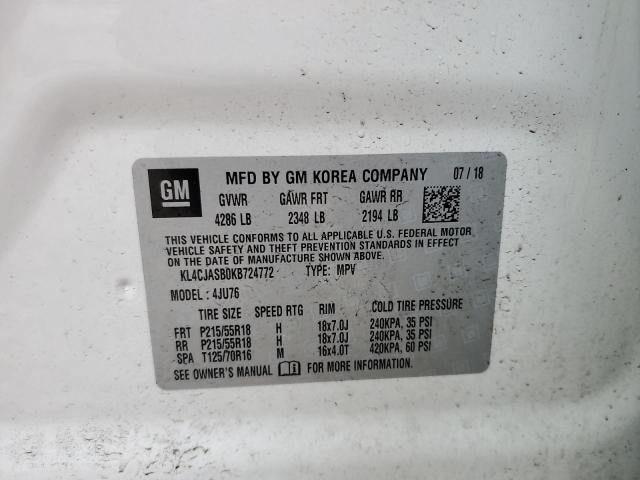 GM
MFD BY GM KOREA COMPANY 07/18
GVWR GAWR FRT GAWR RR
4286 LB 2348 LB 2194 LB
THIS VEHICLE CONFORMS TO ALL APPLICABLE U.S. FEDERAL MOTOR
VEHICLE SAFETY AND THEFT PREVENTION STANDARDS IN EFFECT ON
THE DATE OF MANUFACTURE SHOWN ABOVE.
KL4CJASB0KB724772 TYPE: MPV
MODEL: 4JU76
TIRE SIZE SPEED RTG RIM COLD TIRE PRESSURE
FRT P215/55R18 H 18x7.0J 240KPA, 35 PSI
RR P215/55R18 H 18x7.0J 240KPA, 35 PSI
SPA T125/70R16 M 16x4.0T 420KPA, 60 PSI
SEE OWNER'S MANUAL FOR MORE INFORMATION.